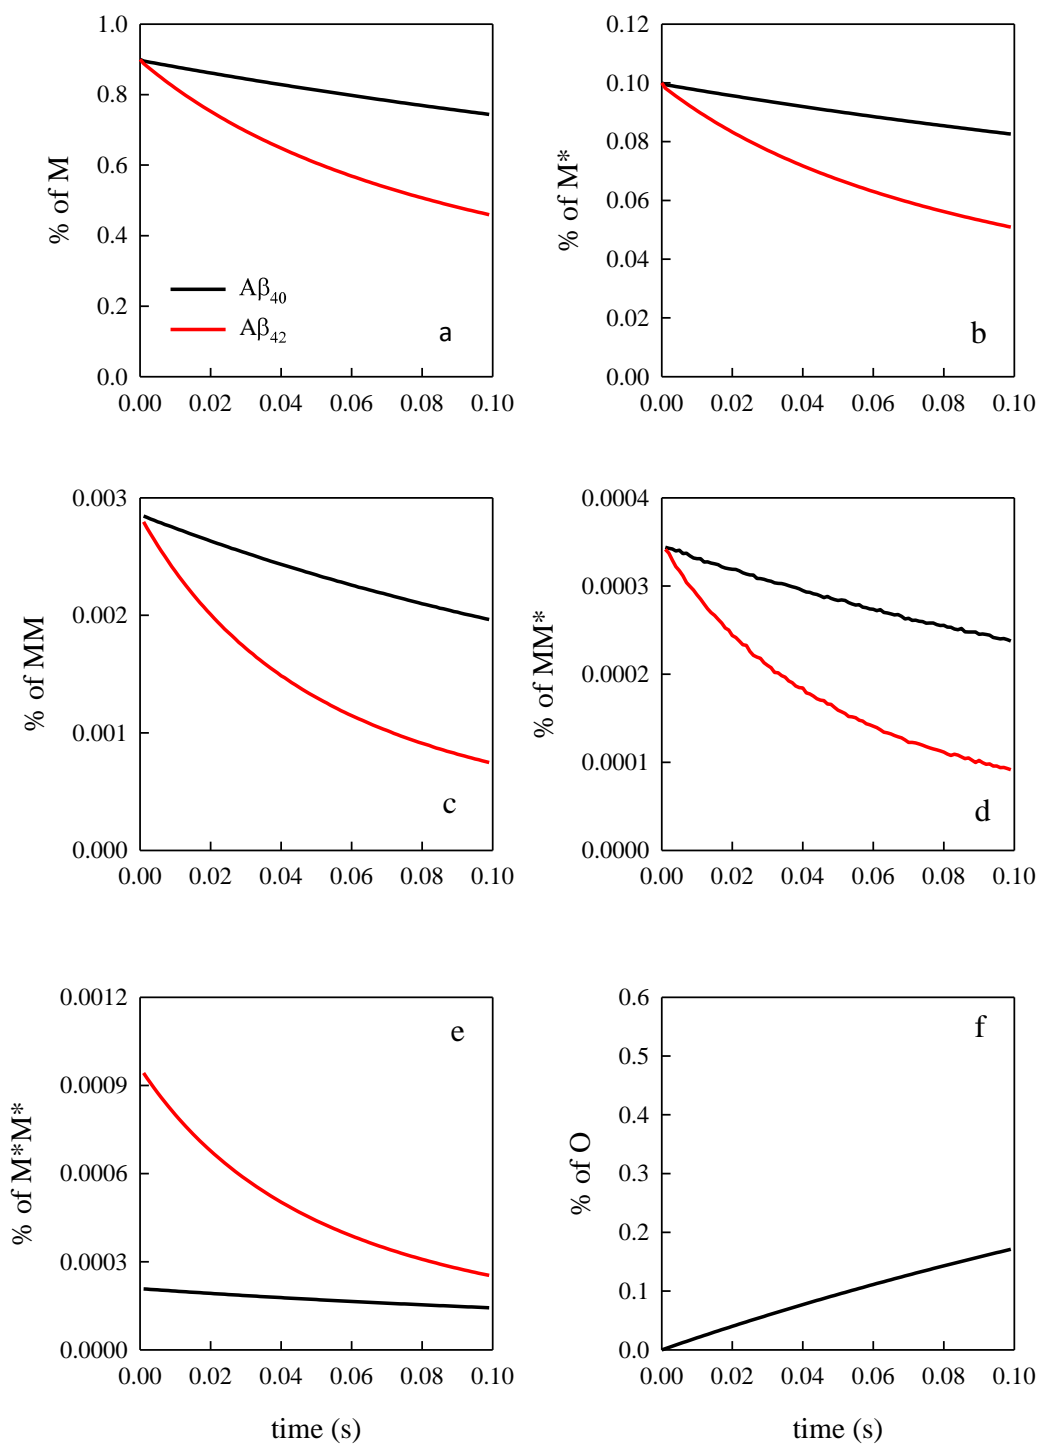 1.0
0.8
0.6
0.4
0.2
0.0
% of M
Aβ40
Aβ42
a
0.00 0.02 0.04 0.06 0.08 0.10
0.12
0.10
0.08
0.06
0.04
0.02
0.00
% of M*
b
0.00 0.02 0.04 0.06 0.08 0.10
0.003
0.002
0.001
0.000
% of MM
c
0.00 0.02 0.04 0.06 0.08 0.10
0.0004
0.0003
0.0002
0.0001
0.0000
% of MM*
d
0.00 0.02 0.04 0.06 0.08 0.10
0.0012
0.0009
0.0006
0.0003
0.0000
% of M*M*
e
0.00 0.02 0.04 0.06 0.08 0.10
time (s)
0.6
0.5
0.4
0.3
0.2
0.1
0.0
% of O
f
0.00 0.02 0.04 0.06 0.08 0.10
time (s)